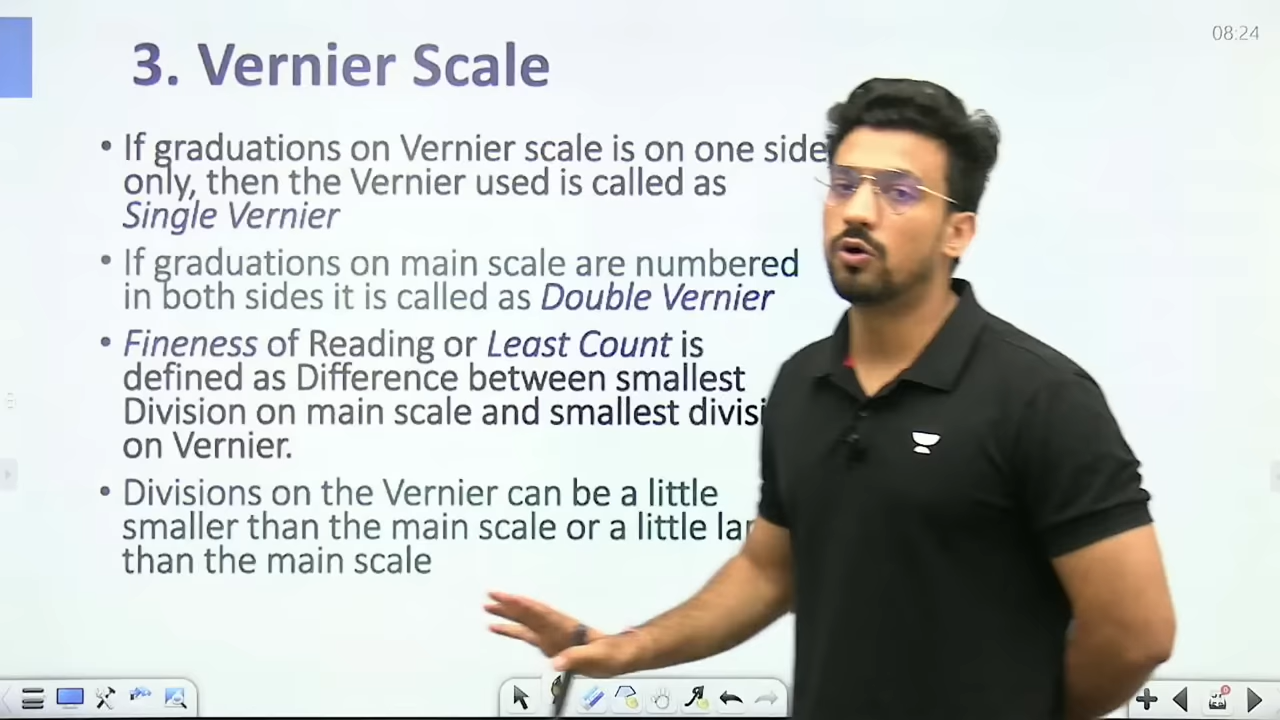 08:24
3. Vernier Scale
• If graduations on Vernier scale is on one side
only, then the Vernier used is called as
Single Vernier
• If graduations on main scale are numbered
in both sides it is called as Double Vernier
• Fineness of Reading or Least Count is
defined as Difference between smallest
Division on main scale and smallest
on Vernier.
• Divisions on the Vernier can be a little
smaller than the main scale or a little
than the main scale